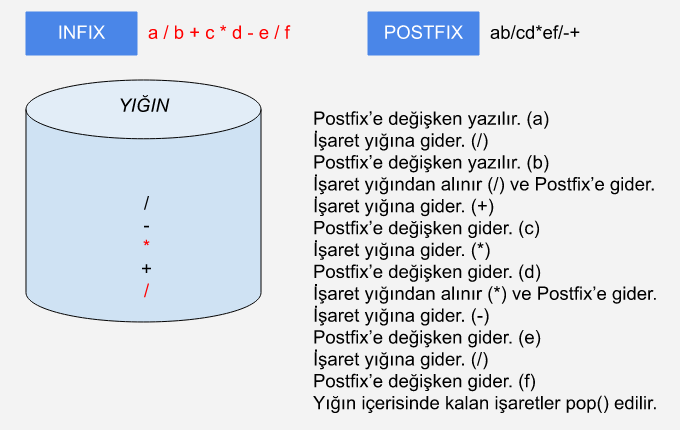 INFIX a / b + c * d - e / f POSTFIX ab/cd*ef/-+
YIĞIN
/
-
*
+
/
Postfix’e değişken yazılır. (a)
İşaret yığına gider. (/)
Postfix’e değişken yazılır. (b)
İşaret yığından alınır (/) ve Postfix’e gider.
İşaret yığına gider. (+)
Postfix’e değişken gider. (c)
İşaret yığına gider. (*)
Postfix’e değişken gider. (d)
İşaret yığından alınır (*) ve Postfix’e gider.
İşaret yığına gider. (-)
Postfix’e değişken gider. (e)
İşaret yığına gider. (/)
Postfix’e değişken gider. (f)
Yığın içerisinde kalan işaretler pop() edilir.